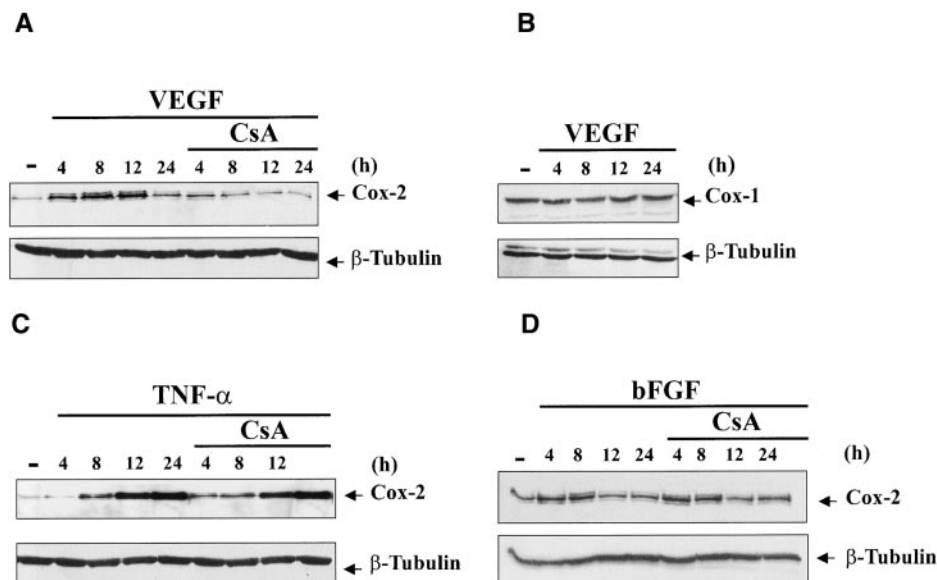 A
VEGF
CsA
– 4 8 12 24 4 8 12 24 (h)
Cox-2
β-Tubulin
B
VEGF
– 4 8 12 24 (h)
Cox-1
β-Tubulin
C
TNF-α
CsA
– 4 8 12 24 4 8 12 (h)
Cox-2
β-Tubulin
D
bFGF
CsA
– 4 8 12 24 4 8 12 24 (h)
Cox-2
β-Tubulin